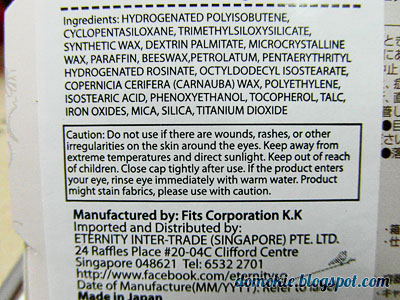 Ingredients: HYDROGENATED POLYISOBUTENE,
CYCLOPENTASILOXANE, TRIMETHYLSILOXYSILICATE,
SYNTHETIC WAX, DEXTRIN PALMITATE, MICROCRYSTALLINE
WAX, PARAFFIN, BEESWAX,PETROLATUM, PENTAERYTHRITYL
HYDROGENATED ROSINATE, OCTYLDODECYL ISOSTEARATE,
COPERNICIA CERIFERA (CARNAUBA) WAX, POLYETHYLENE,
ISOSTEARIC ACID, PHENOXYETHANOL, TOCOPHEROL, TALC,
IRON OXIDES, MICA, SILICA, TITANIUM DIOXIDE
Caution: Do not use if there are wounds, rashes, or other
irregularities on the skin around the eyes. Keep away from
extreme temperatures and direct sunlight. Keep out of reach
of children. Close cap tightly after use. If the product enters
your eye, rinse eye immediately with warm water. Product
might stain fabrics, please use with caution.
Manufactured by: Fits Corporation K.K
Imported and Distributed by:
ETERNITY INTER-TRADE (SINGAPORE) PTE. LTD.
24 Raffles Place #20-04C Clifford Centre
Singapore 048621 Tel: 6532 2701
http://www.facebook.com/eternity
domokie.blogspot.com
Date of Manufacture(MM/YYYY): Refer to label
Made in Japan